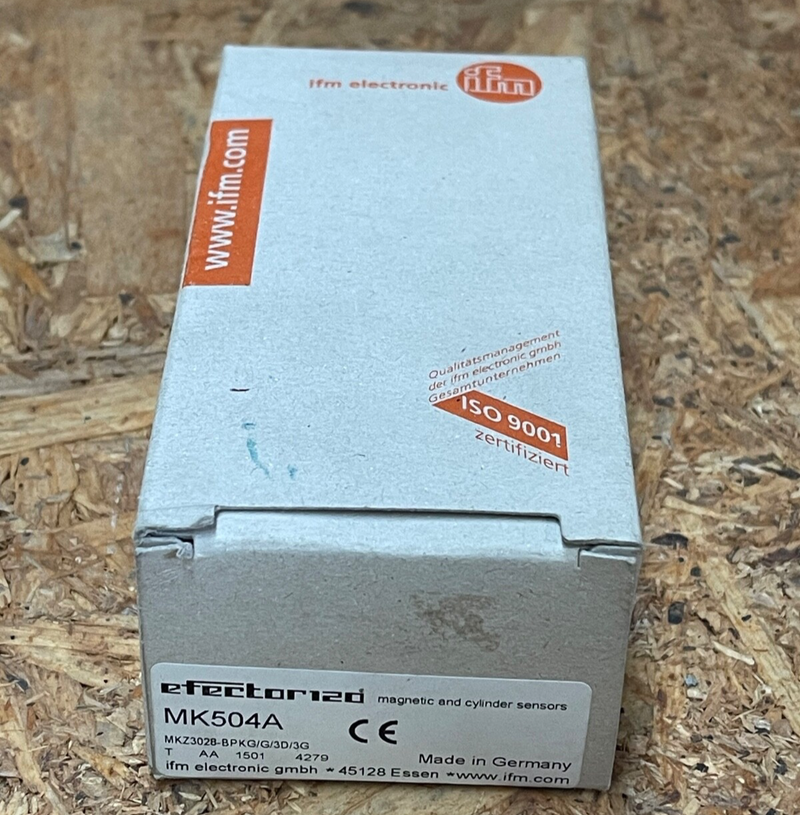 ifm electronic
ifm
www.ifm.com
Qualitätsmanagement
der ifm electronic gmbh
Gesamtunternehmen
ISO 9001
zertifiziert
efector120 magnetic and cylinder sensors
MK504A
CE
MKZ3028-BPKG/G/3D/3G
T AA 1501 4279
Made in Germany
ifm electronic gmbh * 45128 Essen *www.ifm.com